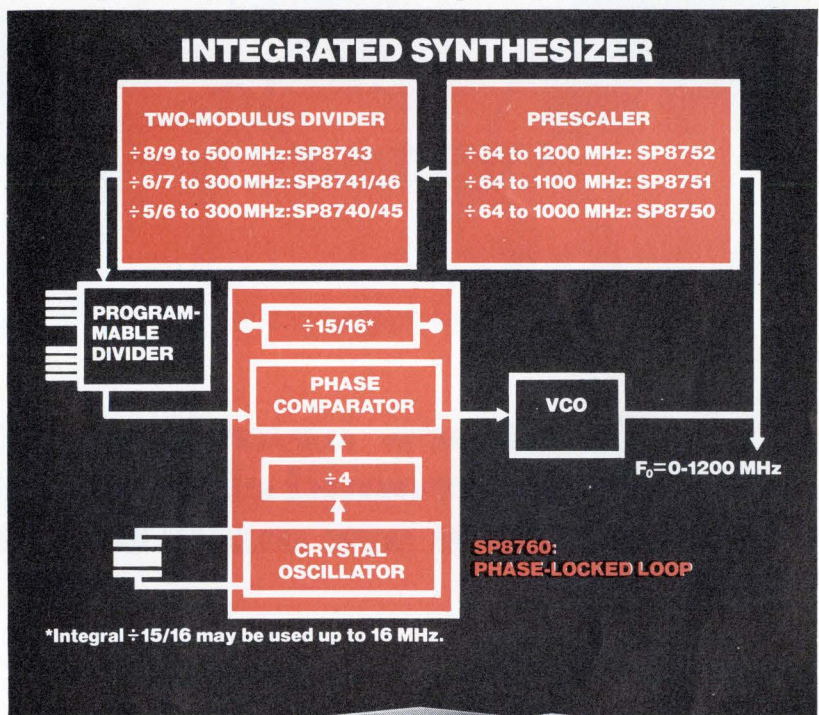 INTEGRATED SYNTHESIZER
TWO-MODULUS DIVIDER
÷8/9 to 500MHz: SP8743
÷6/7 to 300MHz: SP8741/46
÷5/6 to 300MHz: SP8740/45
PRESCALER
÷64 to 1200 MHz: SP8752
÷64 to 1100 MHz: SP8751
÷64 to 1000 MHz: SP8750
PROGRAM-
MABLE
DIVIDER
÷15/16*
PHASE
COMPARATOR
VCO
F₀=0-1200 MHz
÷4
CRYSTAL
OSCILLATOR
SP8760:
PHASE-LOCKED LOOP
*Integral ÷15/16 may be used up to 16 MHz.